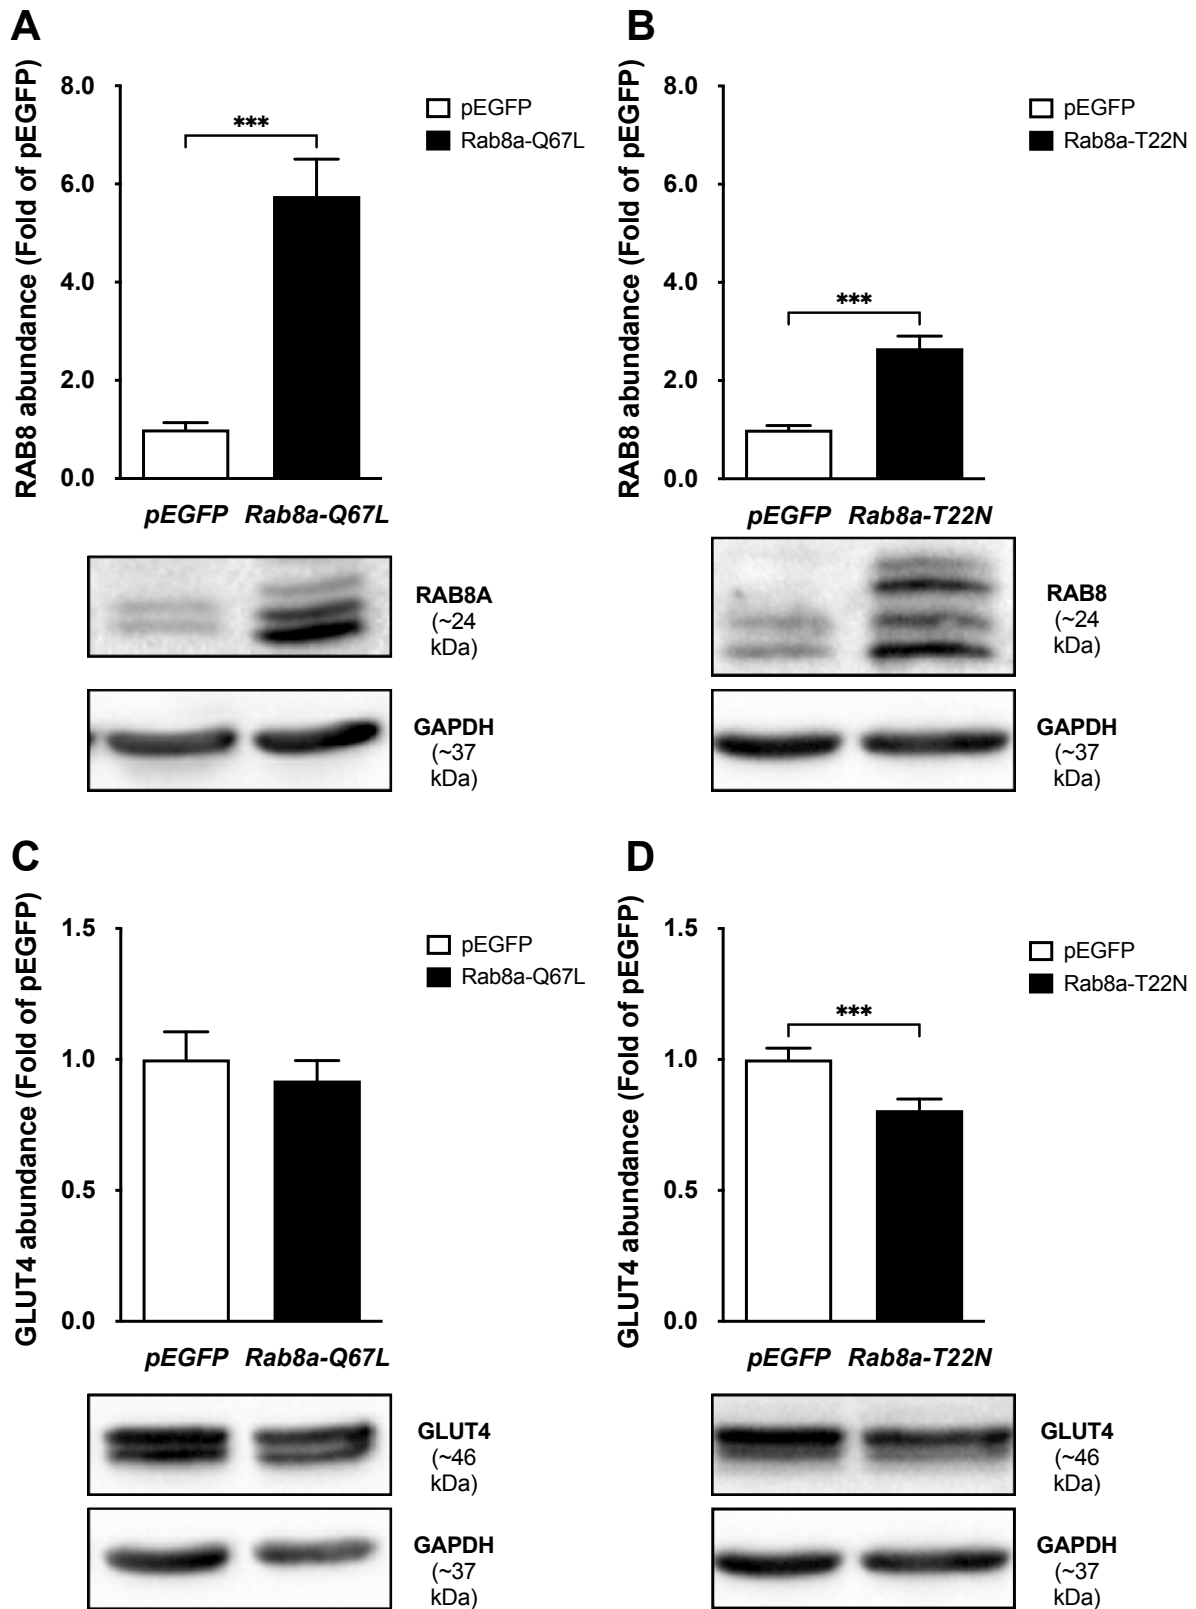 A
RAB8 abundance (Fold of pEGFP)
8.0
6.0
4.0
2.0
0.0
***
pEGFP
Rab8a-Q67L
pEGFP Rab8a-Q67L
RAB8A
(~24
kDa)
GAPDH
(~37
kDa)
B
RAB8 abundance (Fold of pEGFP)
8.0
6.0
4.0
2.0
0.0
***
pEGFP
Rab8a-T22N
pEGFP Rab8a-T22N
RAB8
(~24
kDa)
GAPDH
(~37
kDa)
C
GLUT4 abundance (Fold of pEGFP)
1.5
1.0
0.5
0.0
pEGFP
Rab8a-Q67L
pEGFP Rab8a-Q67L
GLUT4
(~46
kDa)
GAPDH
(~37
kDa)
D
GLUT4 abundance (Fold of pEGFP)
1.5
1.0
0.5
0.0
***
pEGFP
Rab8a-T22N
pEGFP Rab8a-T22N
GLUT4
(~46
kDa)
GAPDH
(~37
kDa)